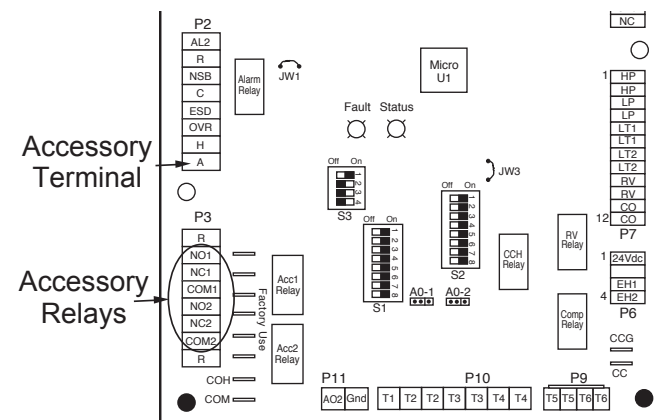 P2
AL2
R
NSB
C
ESD
OVR
H
A
Alarm
Relay
JW1
Micro
U1
Fault Status
Accessory
Terminal
NC
1 HP
HP
LP
LP
LT1
LT1
LT2
LT2
RV
RV
CO
12 CO
P7
JW3
Off On
1
2
3
4
S3
Off On
1
2
3
4
5
6
7
8
S1
Off On
1
2
3
4
5
6
7
8
S2
A0-1 A0-2
CCH
Relay
RV
Relay
Comp
Relay
1 24Vdc
EH1
4 EH2
P6
CCG
CC
P3
R
NO1
NC1
COM1
NO2
NC2
COM2
R
Accessory
Relays
Factory Use
Acc1
Relay
Acc2
Relay
COH
COM
P11
AO2 Gnd
P10
T1 T2 T2 T3 T3 T4 T4
P9
T5 T5 T6 T6